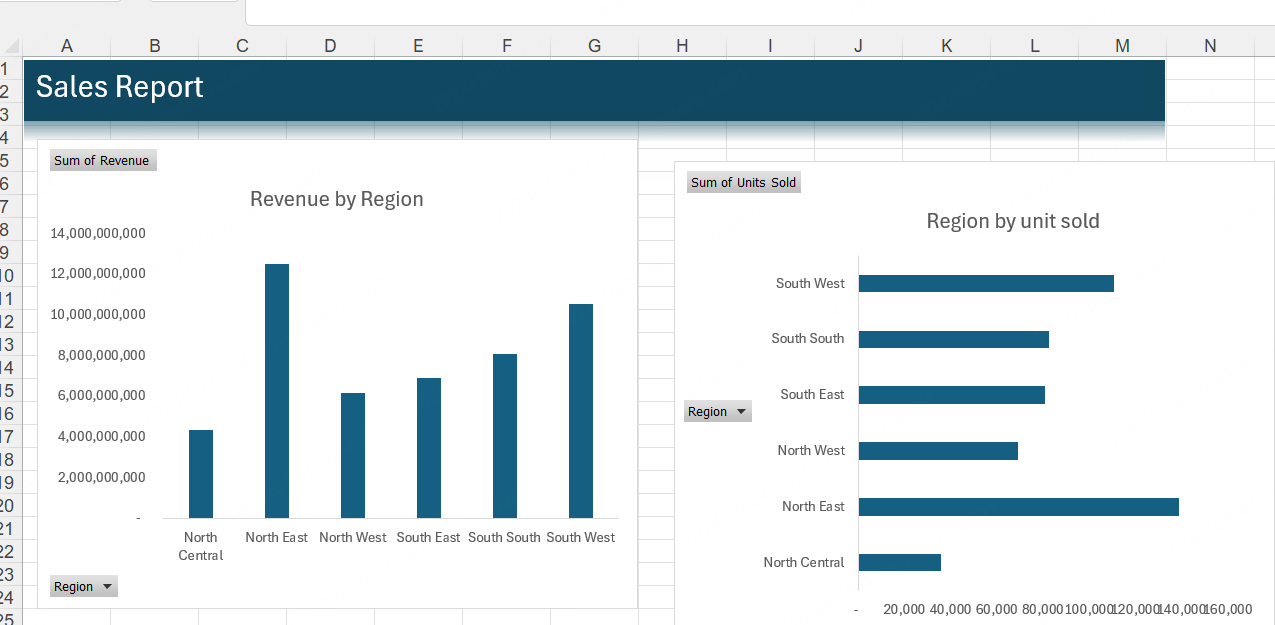 A B C D E F G H I J K L M N
1
2
3
4
5
6
7
8
9
10
11
12
13
14
15
16
17
18
19
20
21
22
23
24
25
Sales Report
Sum of Revenue
Revenue by Region
14,000,000,000
12,000,000,000
10,000,000,000
8,000,000,000
6,000,000,000
4,000,000,000
2,000,000,000
-
North Central
North East
North West
South East
South South
South West
Region
Sum of Units Sold
Region by unit sold
South West
South South
South East
North West
North East
North Central
Region
- 20,000 40,000 60,000 80,000 100,000 120,000 140,000 160,000